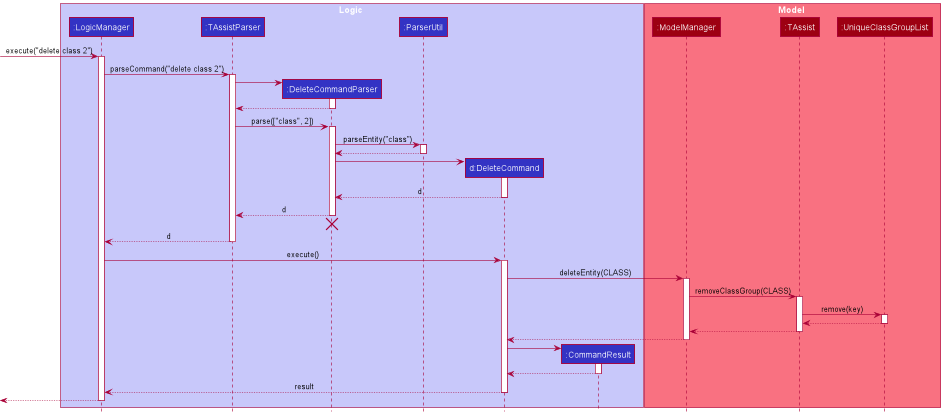 Logic
Model
:LogicManager
:TAssistParser
:ParserUtil
:ModelManager
:TAssist
:UniqueClassGroupList
execute("delete class 2")
parseCommand("delete class 2")
:DeleteCommandParser
parse(["class", 2])
parseEntity("class")
d:DeleteCommand
d
d
d
execute()
deleteEntity(CLASS)
removeClassGroup(CLASS)
remove(key)
:CommandResult
result